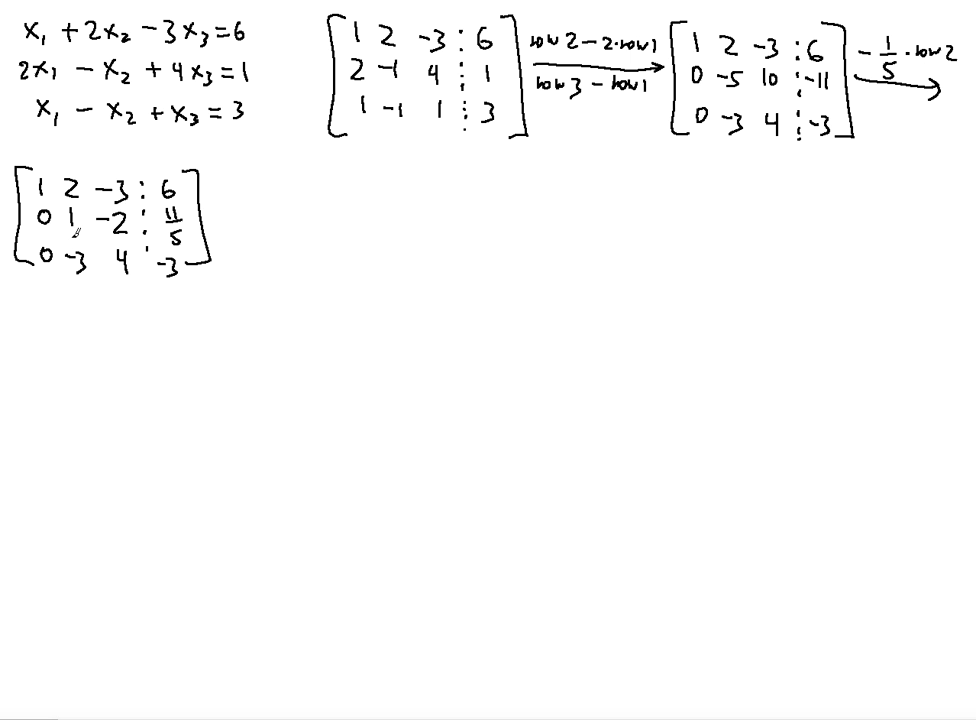 x₁ + 2x₂ - 3x₃ = 6
2x₁ - x₂ + 4x₃ = 1
x₁ - x₂ + x₃ = 3
1 2 -3 : 6
2 -1 4 : 1
1 -1 1 : 3
row 2 - 2·row 1
row 3 - row 1
1 2 -3 : 6
0 -5 10 : -11
0 -3 4 : -3
-1/5 · row 2
1 2 -3 : 6
0 1 -2 : 11/5
0 -3 4 : -3